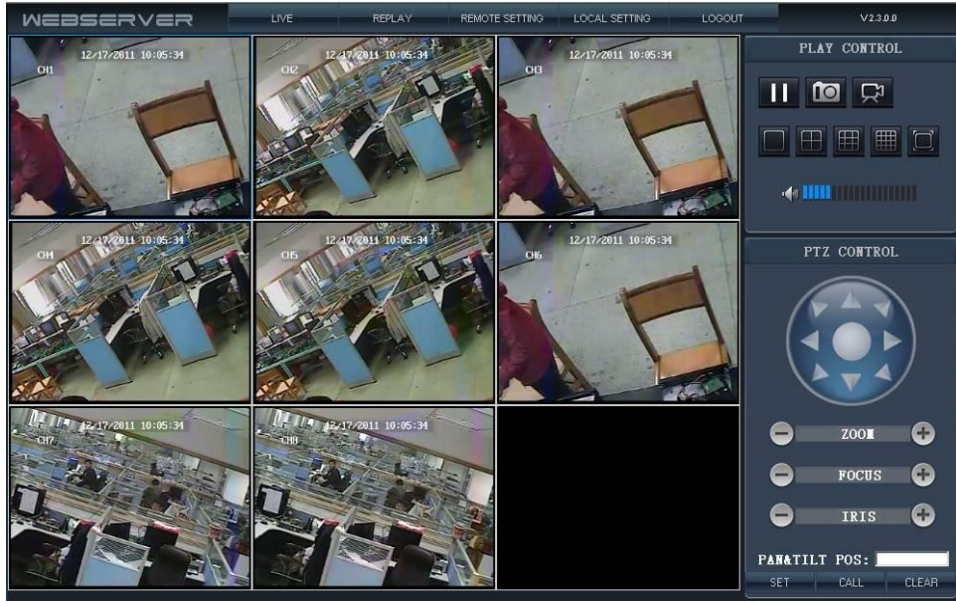 WEBSERVER
LIVE REPLAY REMOTE SETTING LOCAL SETTING LOGOUT V2.3.0.0
12/17/2011 10:05:34 12/17/2011 10:05:34 12/17/2011 10:05:34
CH1 CH2 CH3
PLAY CONTROL
12/17/2011 10:05:34 12/17/2011 10:05:34 12/17/2011 10:05:34
CH4 CH5 CH6
PTZ CONTROL
12/17/2011 10:05:34 12/17/2011 10:05:34
CH7 CH8
ZOOM
FOCUS
IRIS
PAN&TILT POS:
SET CALL CLEAR